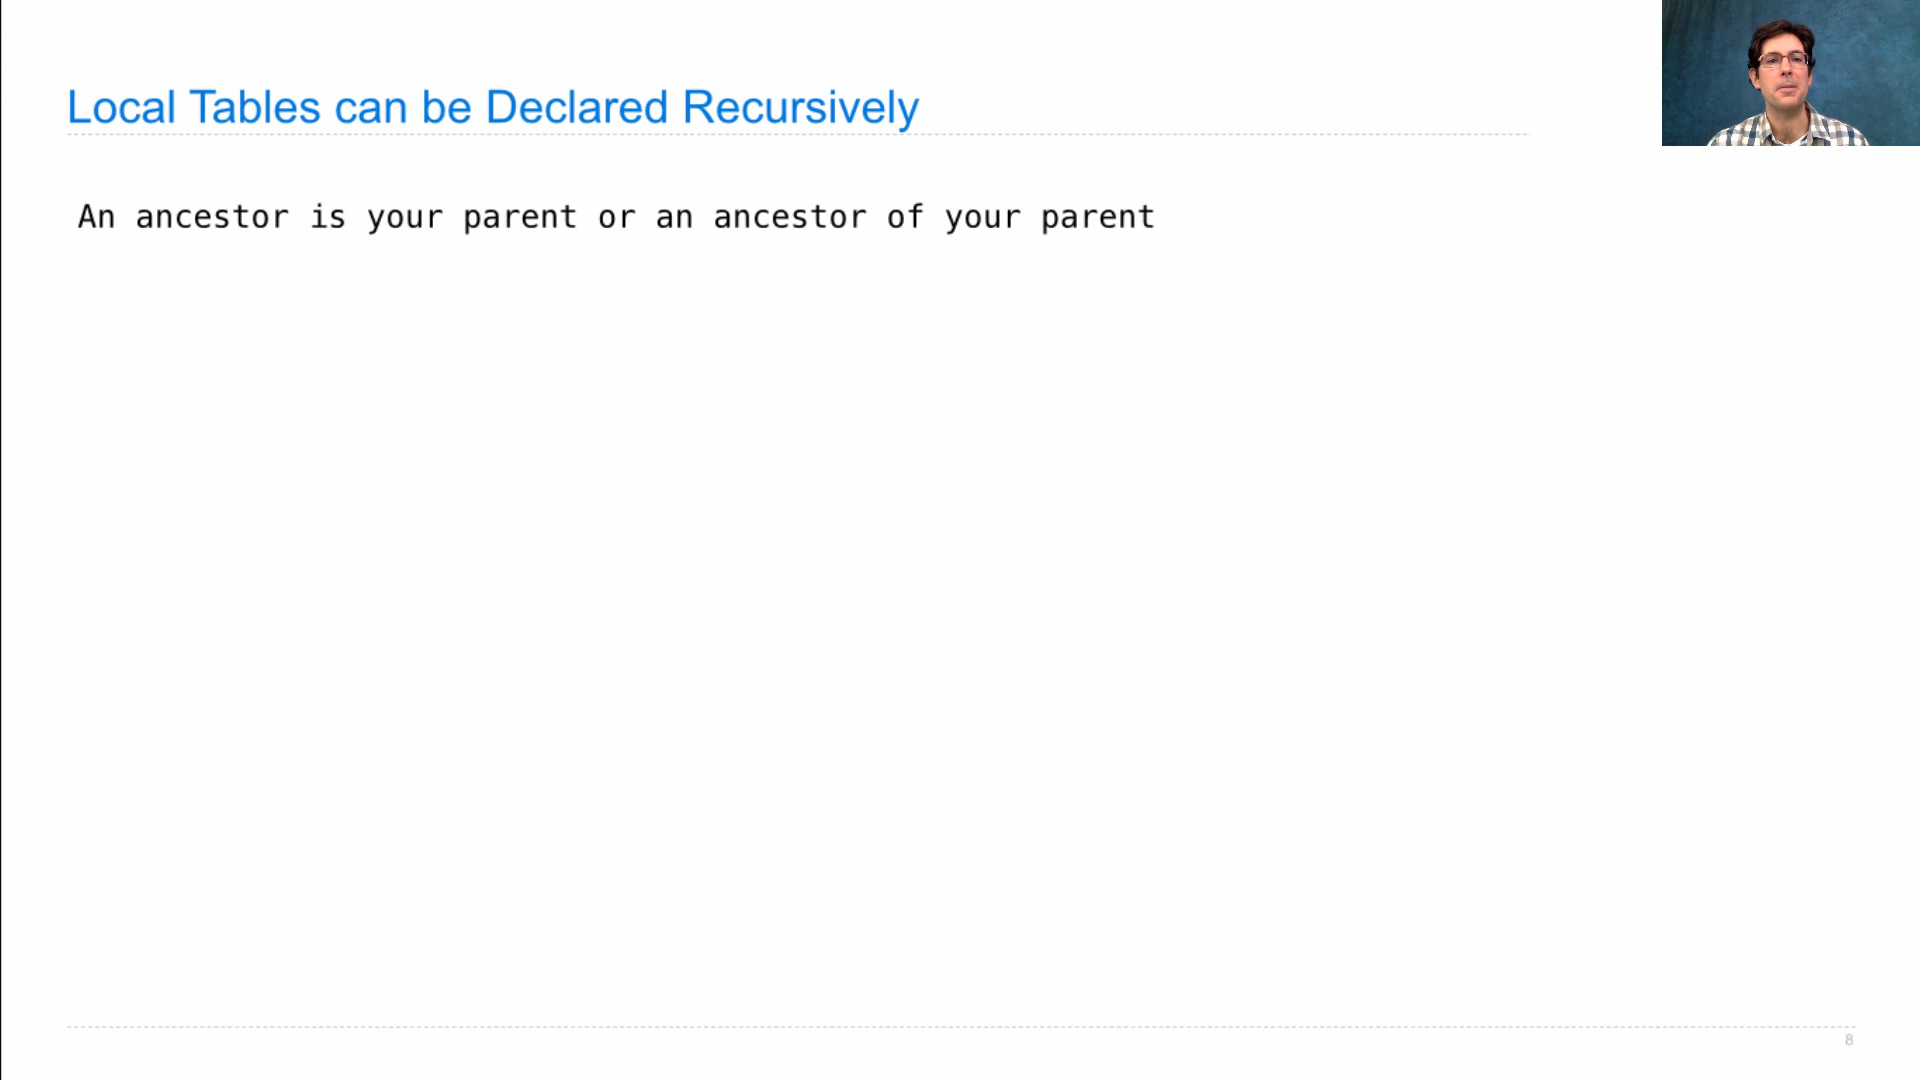 Local Tables can be Declared Recursively
An ancestor is your parent or an ancestor of your parent
8